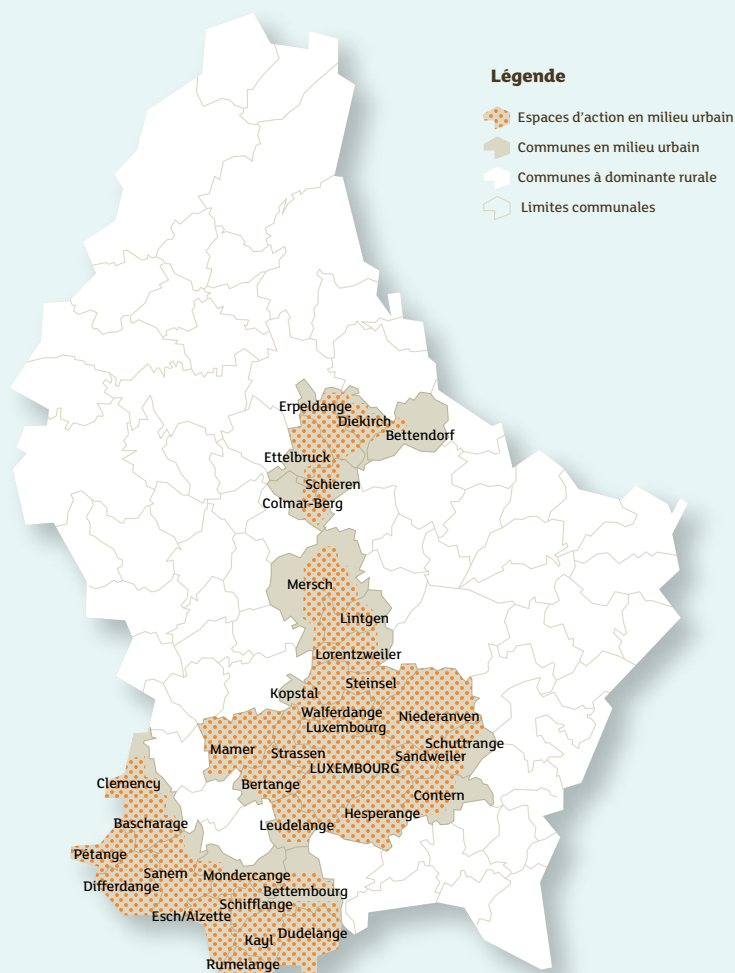 Légende
Espaces d'action en milieu urbain
Communes en milieu urbain
Communes à dominante rurale
Limites communales
Erpeldange
Diekirch
Bettendorf
Ettelbruck
Schieren
Colmar-Berg
Mersch
Lintgen
Lorentzweiler
Steinsel
Kopstal
Walferdange
Niederanven
Luxembourg
Schuttrange
Mamer
Strassen
Sandweiler
LUXEMBOURG
Clemency
Bertange
Contern
Hesperange
Bascharage
Leudelange
Pétange
Sanem
Mondercange
Differdange
Bettembourg
Schifflange
Esch/Alzette
Dudelange
Kayl
Rumelange